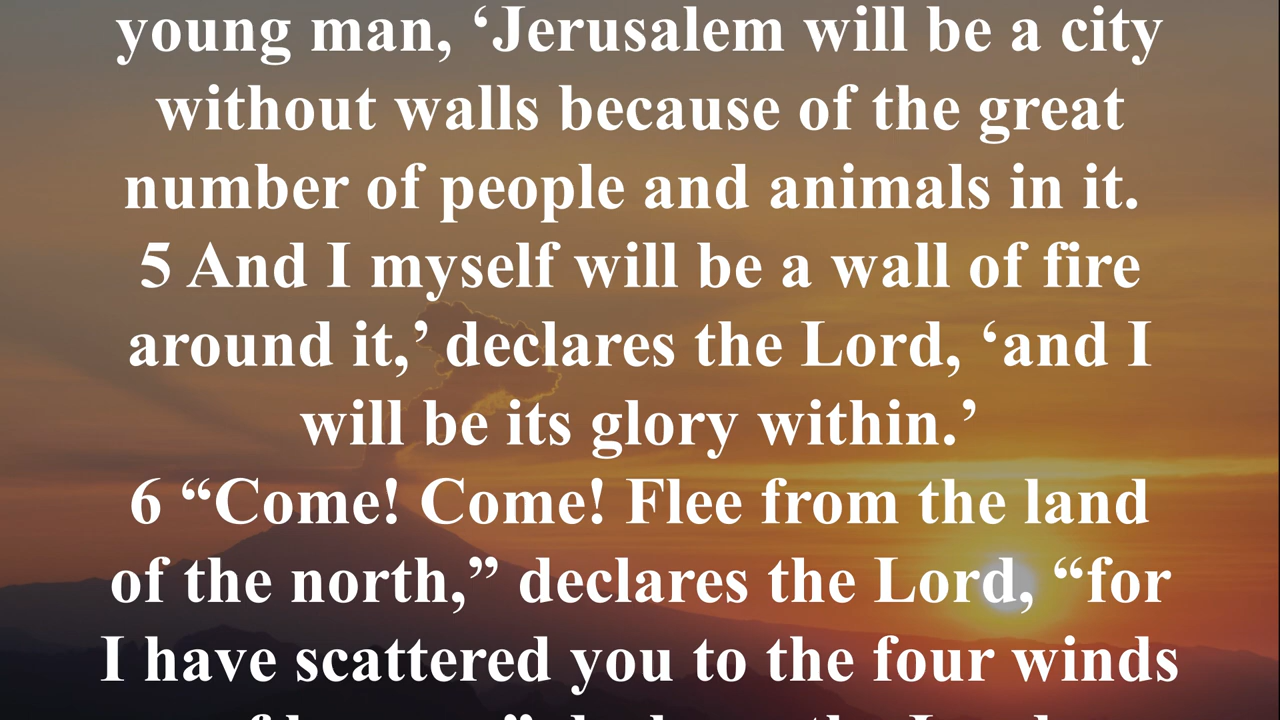 young man, ‘Jerusalem will be a city
without walls because of the great
number of people and animals in it.
5 And I myself will be a wall of fire
around it,’ declares the Lord, ‘and I
will be its glory within.’
6 “Come! Come! Flee from the land
of the north,” declares the Lord, “for
I have scattered you to the four winds